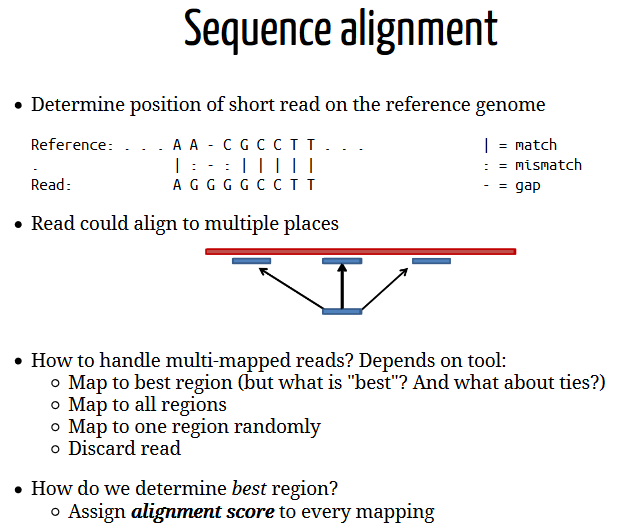 Sequence alignment
• Determine position of short read on the reference genome
Reference: . . . A A - C G C C T T . . . | = match
. | : - : | | | | | : = mismatch
Read: A G G G G C C T T - = gap
• Read could align to multiple places
• How to handle multi-mapped reads? Depends on tool:
◦ Map to best region (but what is "best"? And what about ties?)
◦ Map to all regions
◦ Map to one region randomly
◦ Discard read
• How do we determine best region?
◦ Assign alignment score to every mapping